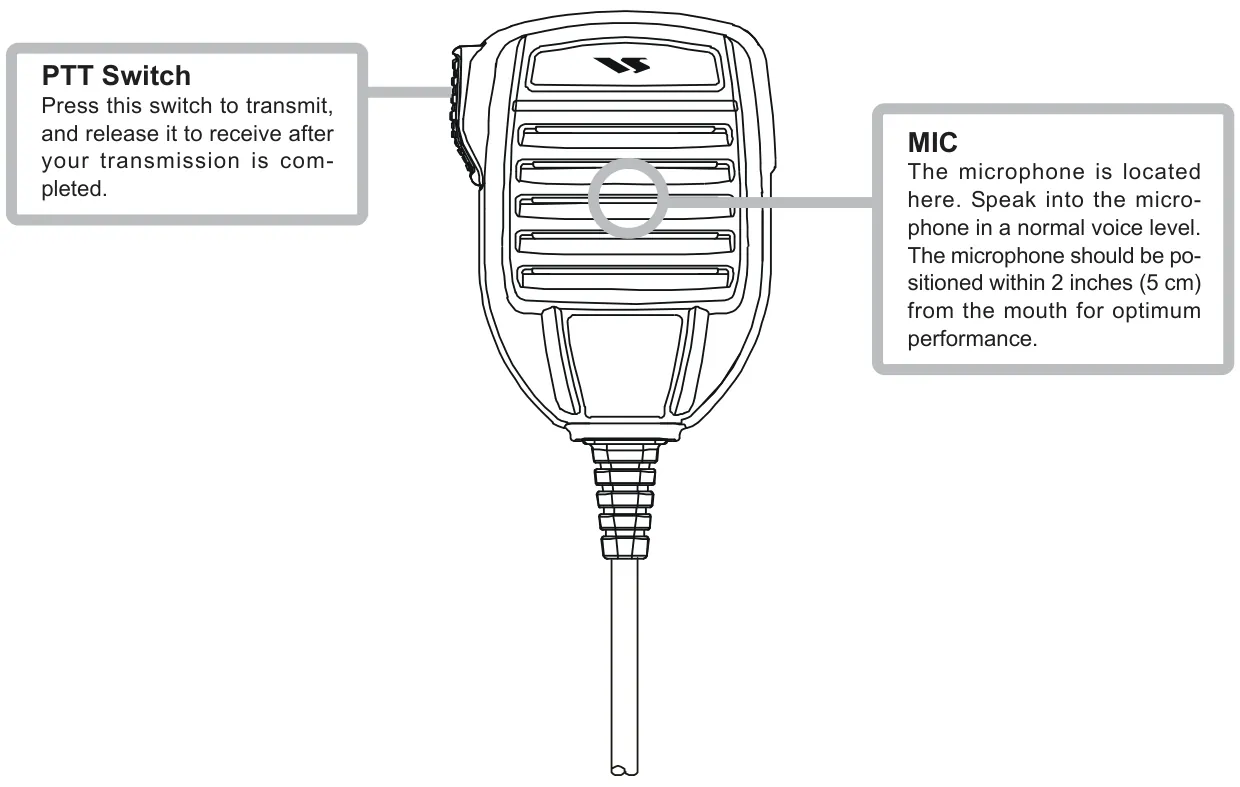 PTT Switch
Press this switch to transmit,
and release it to receive after
your transmission is com-
pleted.
MIC
The microphone is located
here. Speak into the micro-
phone in a normal voice level.
The microphone should be po-
sitioned within 2 inches (5 cm)
from the mouth for optimum
performance.